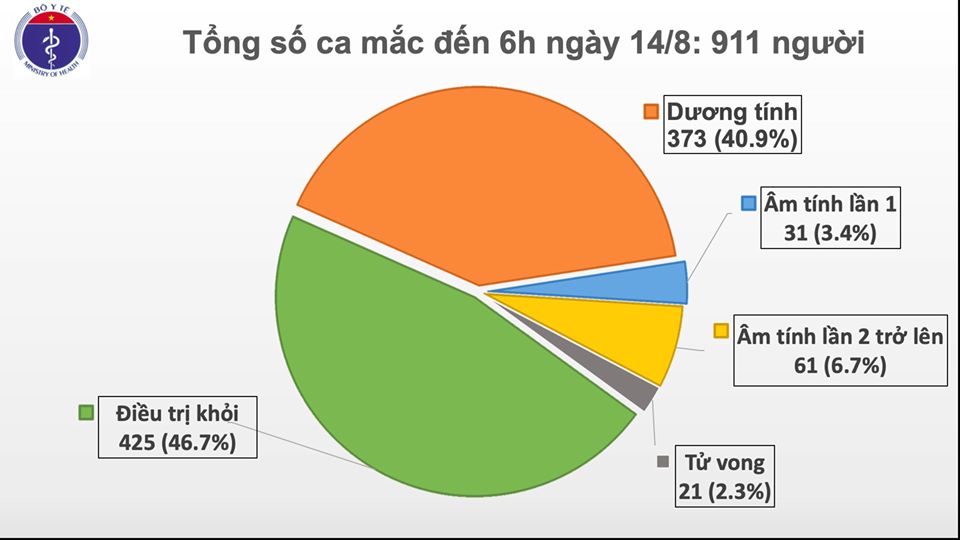 BỘ Y TẾ
MINISTRY OF HEALTH
Tổng số ca mắc đến 6h ngày 14/8: 911 người
Dương tính
373 (40.9%)
Âm tính lần 1
31 (3.4%)
Âm tính lần 2 trở lên
61 (6.7%)
Điều trị khỏi
425 (46.7%)
Tử vong
21 (2.3%)